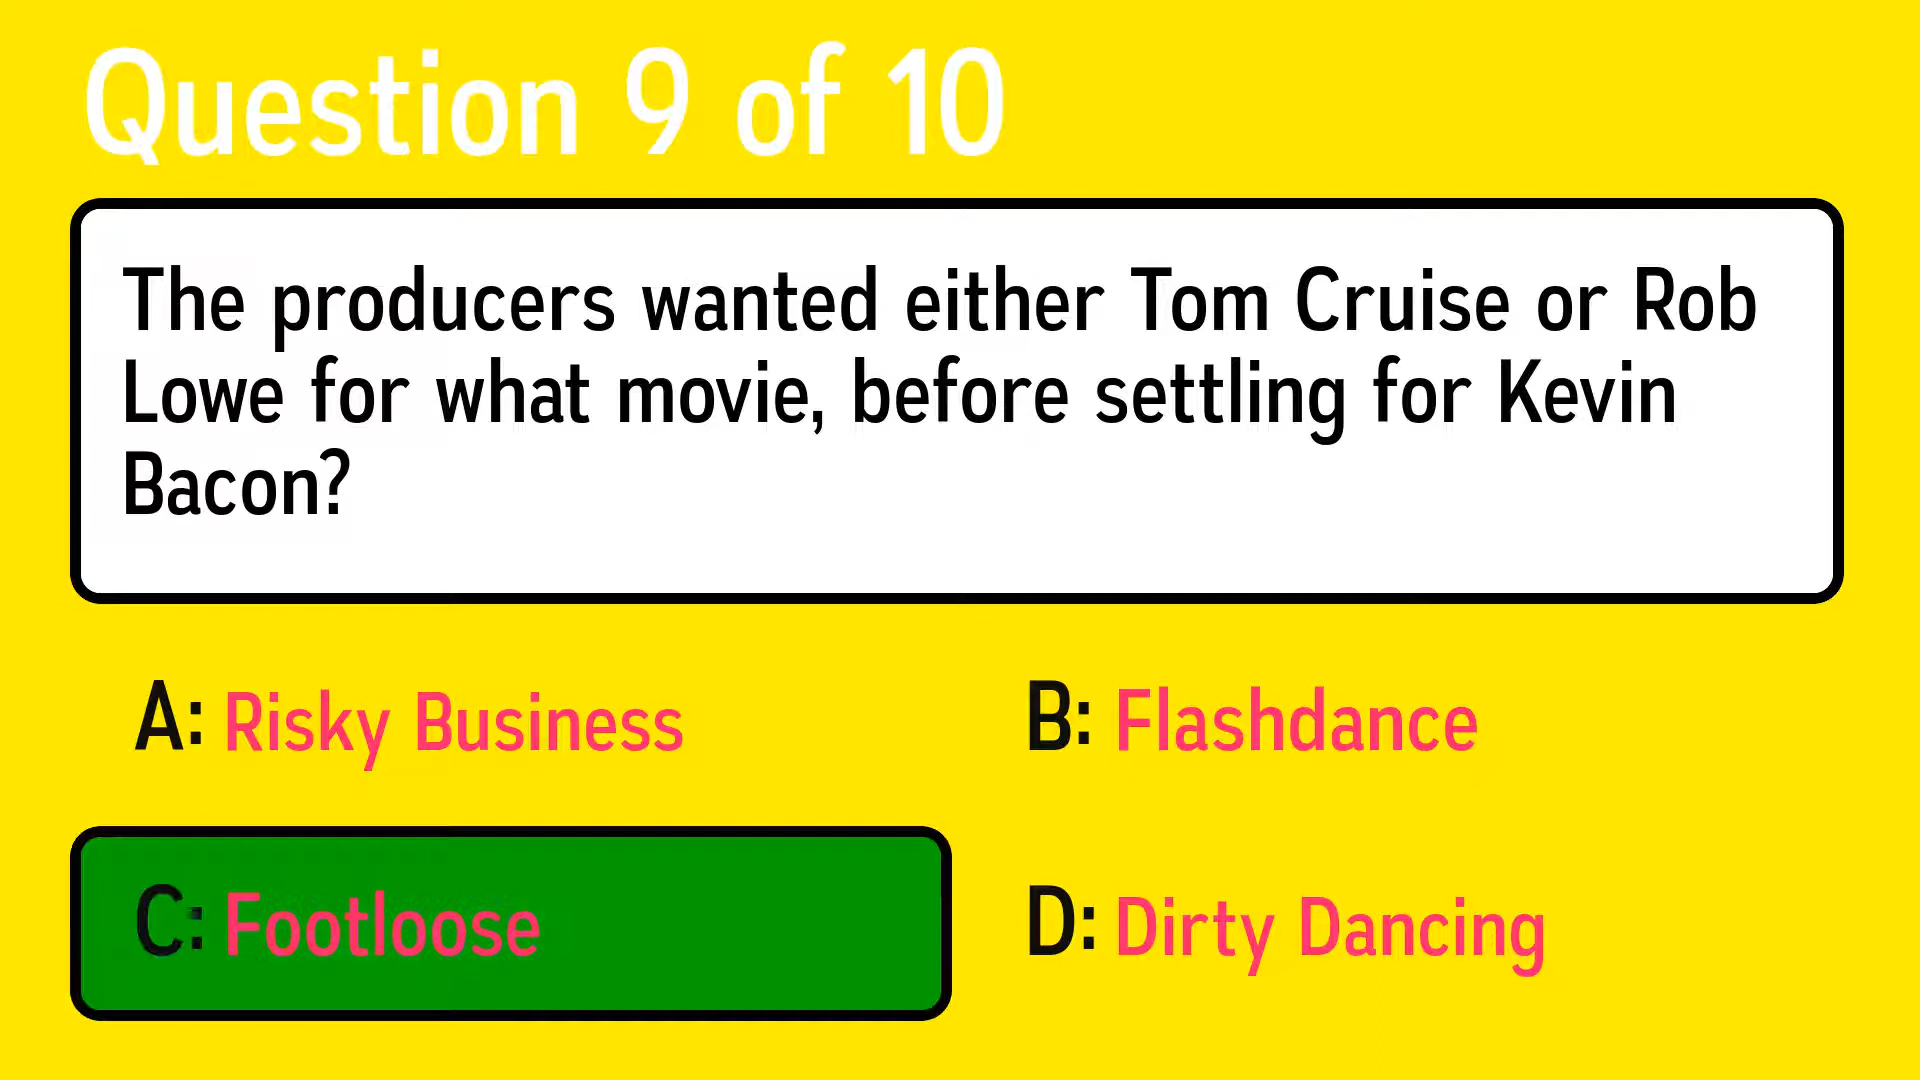 Question 9 of 10
The producers wanted either Tom Cruise or Rob
Lowe for what movie, before settling for Kevin
Bacon?
A: Risky Business
B: Flashdance
C: Footloose
D: Dirty Dancing